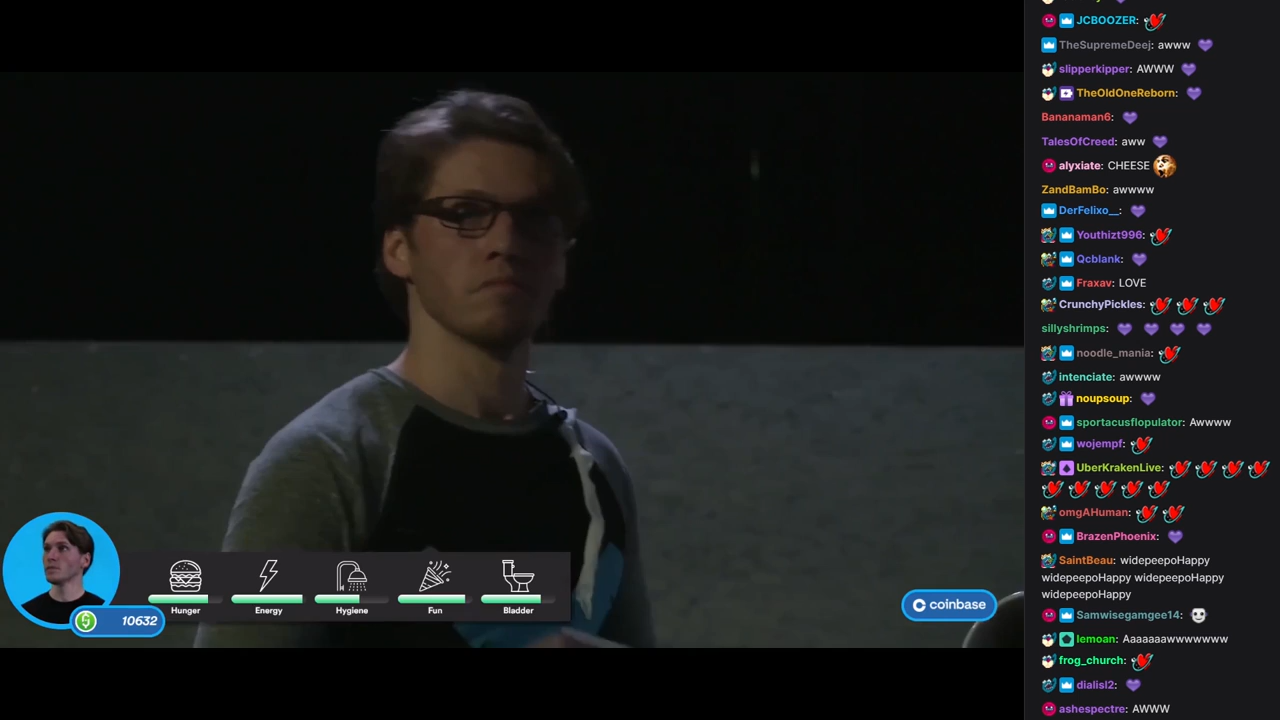 JCBOOZER:
TheSupremeDeej: awww
slipperkipper: AWWW
TheOldOneReborn:
Bananaman6:
TalesOfCreed: aww
alyxiate: CHEESE
ZandBamBo: awwww
DerFelixo__:
Youthizt996:
Qcblank:
Fraxav: LOVE
CrunchyPickles:
sillyshrimps:
noodle_mania:
intenciate: awwww
noupsoup:
sportacusflopulator: Awwww
wojempf:
UberKrakenLive:
omgAHuman:
BrazenPhoenix:
SaintBeau: widepeepoHappy
widepeepoHappy widepeepoHappy
widepeepoHappy
Samwisegamgee14:
lemoan: Aaaaaaawwwwwww
frog_church:
dialisl2:
ashespectre: AWWW
10632
Hunger
Energy
Hygiene
Fun
Bladder
coinbase